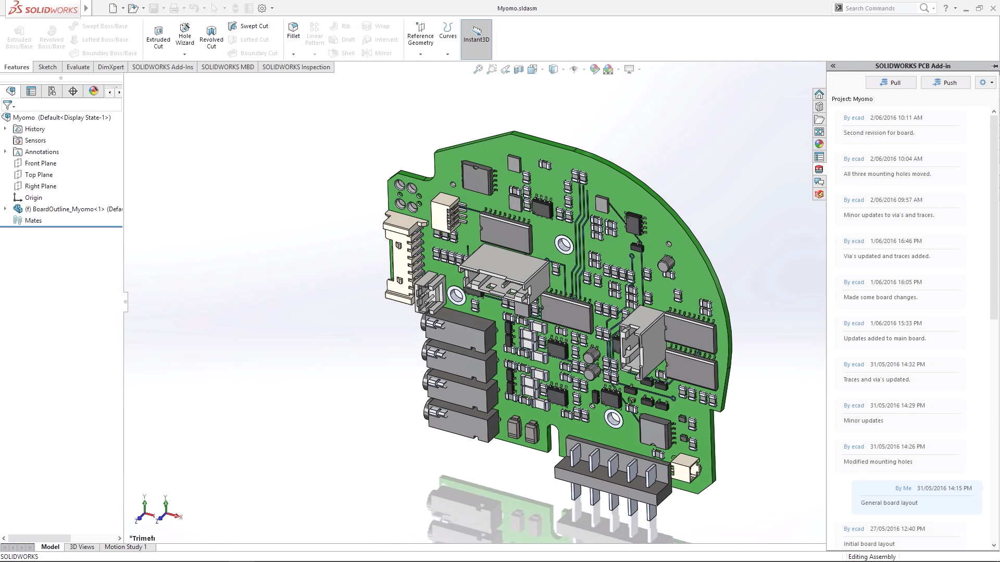 SOLIDWORKS
Myomo.sldasm
Search Commands
Extruded Boss/Base
Revolved Boss/Base
Swept Boss/Base
Lofted Boss/Base
Boundary Boss/Base
Extruded Cut
Hole Wizard
Revolved Cut
Swept Cut
Lofted Cut
Boundary Cut
Fillet
Linear Pattern
Rib
Draft
Shell
Wrap
Intersect
Mirror
Reference Geometry
Curves
Instant3D
Features
Sketch
Evaluate
DimXpert
SOLIDWORKS Add-Ins
SOLIDWORKS MBD
SOLIDWORKS Inspection
Myomo (Default<Display State-1>)
History
Sensors
Annotations
Front Plane
Top Plane
Right Plane
Origin
(f) BoardOutline_Myomo<1> (Defau
Mates
Y
Z
Y
X
Z
*Trimetr
Model
3D Views
Motion Study 1
SOLIDWORKS
Editing Assembly
SOLIDWORKS PCB Add-in
Pull
Push
Project: Myomo
By ecad 2/06/2016 10:11 AM
Second revision for board.
By ecad 2/06/2016 10:04 AM
All three mounting holes moved.
By ecad 2/06/2016 09:57 AM
Minor updates to via's and traces.
By ecad 1/06/2016 16:46 PM
Via's updated and traces added.
By ecad 1/06/2016 16:05 PM
Made some board changes.
By ecad 1/06/2016 15:33 PM
Updates added to main board.
By ecad 31/05/2016 14:32 PM
Traces and via's updated.
By ecad 31/05/2016 14:29 PM
Minor updates
By ecad 31/05/2016 14:26 PM
Modified mounting holes
By Me 31/05/2016 14:15 PM
General board layout
By ecad 27/05/2016 12:40 PM
Initial board layout